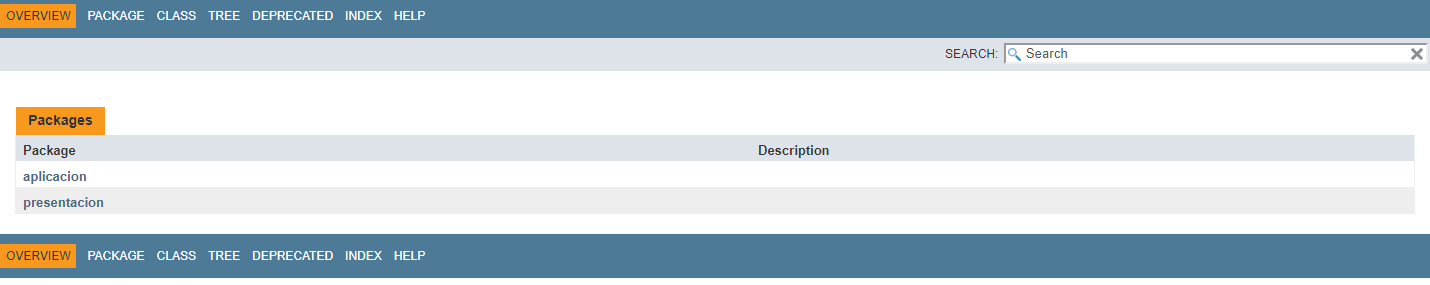 OVERVIEW PACKAGE CLASS TREE DEPRECATED INDEX HELP
SEARCH: Search
Packages
Package Description
aplicacion
presentacion
OVERVIEW PACKAGE CLASS TREE DEPRECATED INDEX HELP